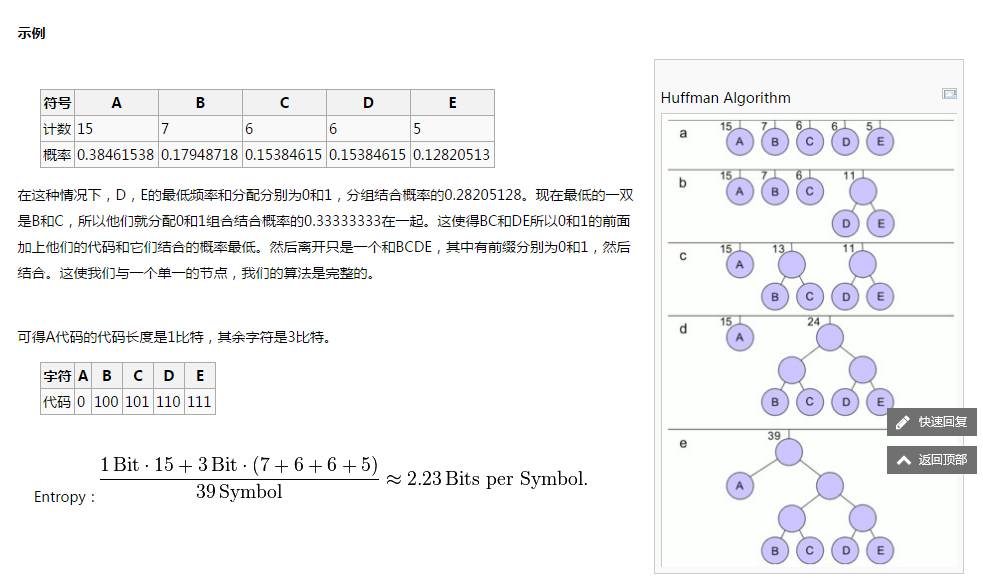 示例
符号 A B C D E
计数 15 7 6 6 5
概率 0.38461538 0.17948718 0.15384615 0.15384615 0.12820513
在这种情况下，D，E的最低频率和分配分别为0和1，分组结合概率的0.28205128。现在最低的一双
是B和C，所以他们就分配0和1组合结合概率的0.33333333在一起。这使得BC和DE所以0和1的前面
加上他们的代码和它们结合的概率最低。然后离开只是一个和BCDE，其中有前缀分别为0和1，然后
结合。这使我们与一个单一的节点，我们的算法是完整的。
可得A代码的代码长度是1比特，其余字符是3比特。
字符 A B C D E
代码 0 100 101 110 111
Entropy : 1 Bit · 15 + 3 Bit · (7 + 6 + 6 + 5) / 39 Symbol ≈ 2.23 Bits per Symbol.
Huffman Algorithm
a 15 7 6 6 5
A B C D E
b 15 7 6 11
A B C
D E
c 15 13 11
A
B C D E
d 15 24
A
B C D E
e 39
A
B C D E
快速回复
返回顶部